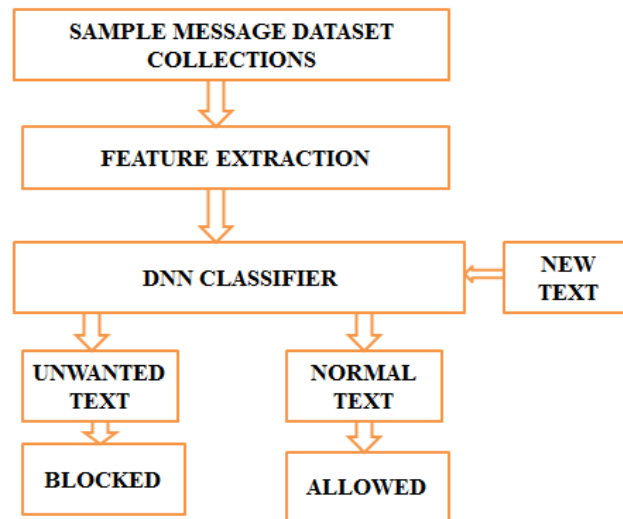 SAMPLE MESSAGE DATASET
COLLECTIONS
FEATURE EXTRACTION
DNN CLASSIFIER
NEW
TEXT
UNWANTED
TEXT
NORMAL
TEXT
BLOCKED
ALLOWED